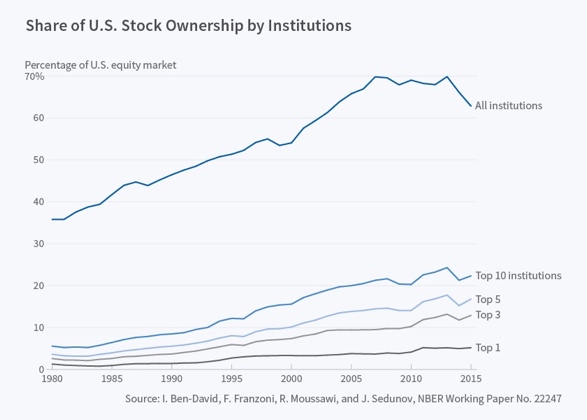 Share of U.S. Stock Ownership by Institutions
Percentage of U.S. equity market
70%
60
50
40
30
20
10
0
All institutions
Top 10 institutions
Top 5
Top 3
Top 1
1980 1985 1990 1995 2000 2005 2010 2015
Source: I. Ben-David, F. Franzoni, R. Moussawi, and J. Sedunov, NBER Working Paper No. 22247